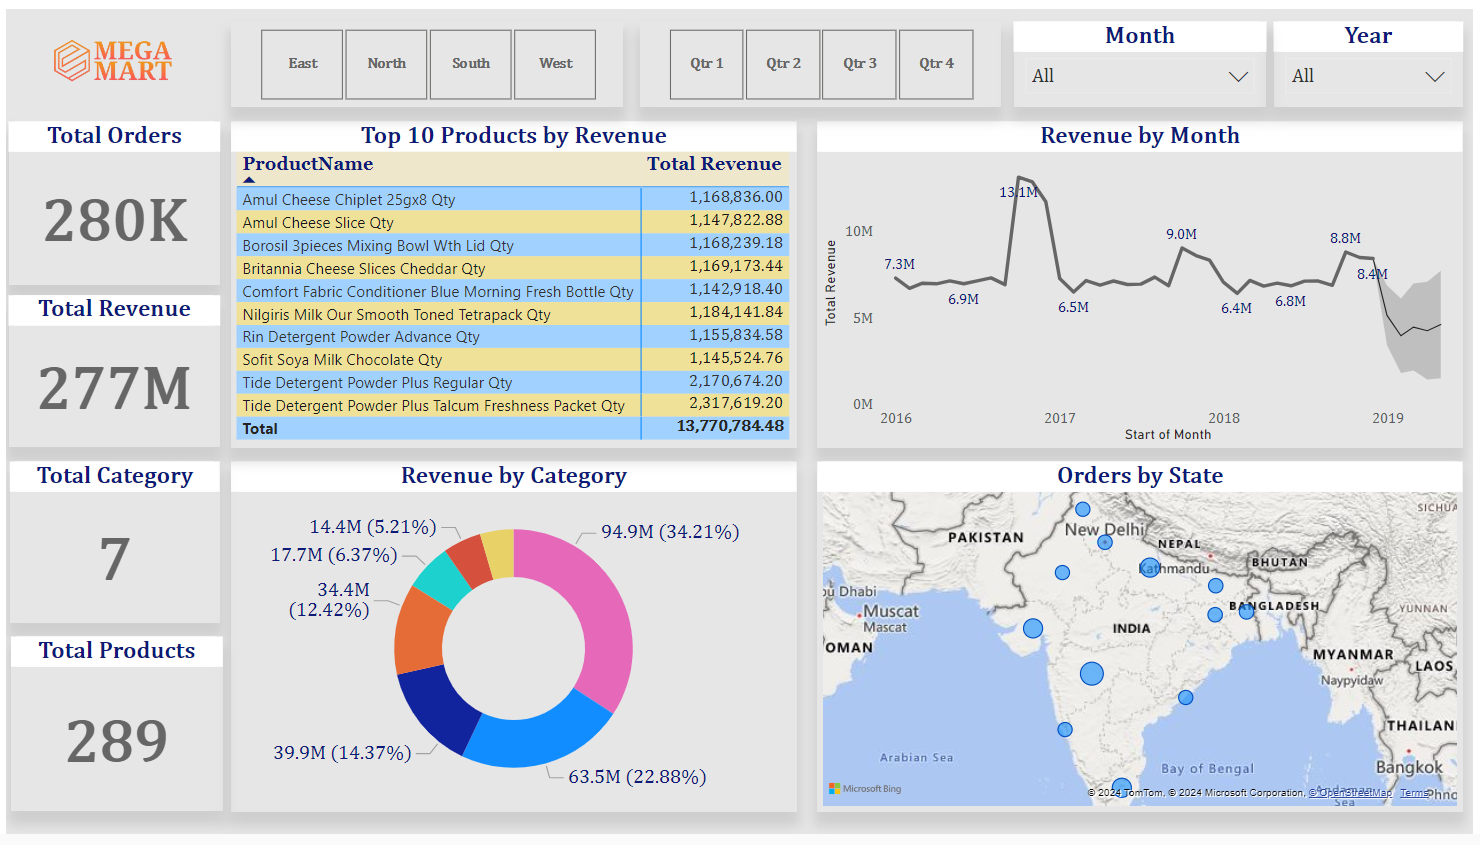 MEGA
MART
East
North
South
West
Qtr 1
Qtr 2
Qtr 3
Qtr 4
Month
All
Year
All
Total Orders
280K
Total Revenue
277M
Total Category
7
Total Products
289
Top 10 Products by Revenue
ProductName Total Revenue
Amul Cheese Chiplet 25gx8 Qty 1,168,836.00
Amul Cheese Slice Qty 1,147,822.88
Borosil 3pieces Mixing Bowl Wth Lid Qty 1,168,239.18
Britannia Cheese Slices Cheddar Qty 1,169,173.44
Comfort Fabric Conditioner Blue Morning Fresh Bottle Qty 1,142,918.40
Nilgiris Milk Our Smooth Toned Tetrapack Qty 1,184,141.84
Rin Detergent Powder Advance Qty 1,155,834.58
Sofit Soya Milk Chocolate Qty 1,145,524.76
Tide Detergent Powder Plus Regular Qty 2,170,674.20
Tide Detergent Powder Plus Talcum Freshness Packet Qty 2,317,619.20
Total 13,770,784.48
Revenue by Month
Total Revenue
10M
5M
0M
7.3M
6.9M
13.1M
6.5M
9.0M
6.4M
6.8M
8.8M
8.4M
2016
2017
2018
2019
Start of Month
Revenue by Category
94.9M (34.21%)
63.5M (22.88%)
39.9M (14.37%)
34.4M
(12.42%)
17.7M (6.37%)
14.4M (5.21%)
Orders by State
SICHUA
PAKISTAN
New Delhi
NEPAL
Kathmandu
BHUTAN
BANGLADESH
YUNNAN
Dhabi
Muscat
Mascat
OMAN
INDIA
MYANMAR
Naypyidaw
LAOS
THAILAN
Bangkok
Arabian Sea
Bay of Bengal
Andaman
Sea
Phno
Microsoft Bing
© 2024 TomTom, © 2024 Microsoft Corporation, © OpenStreetMap Terms